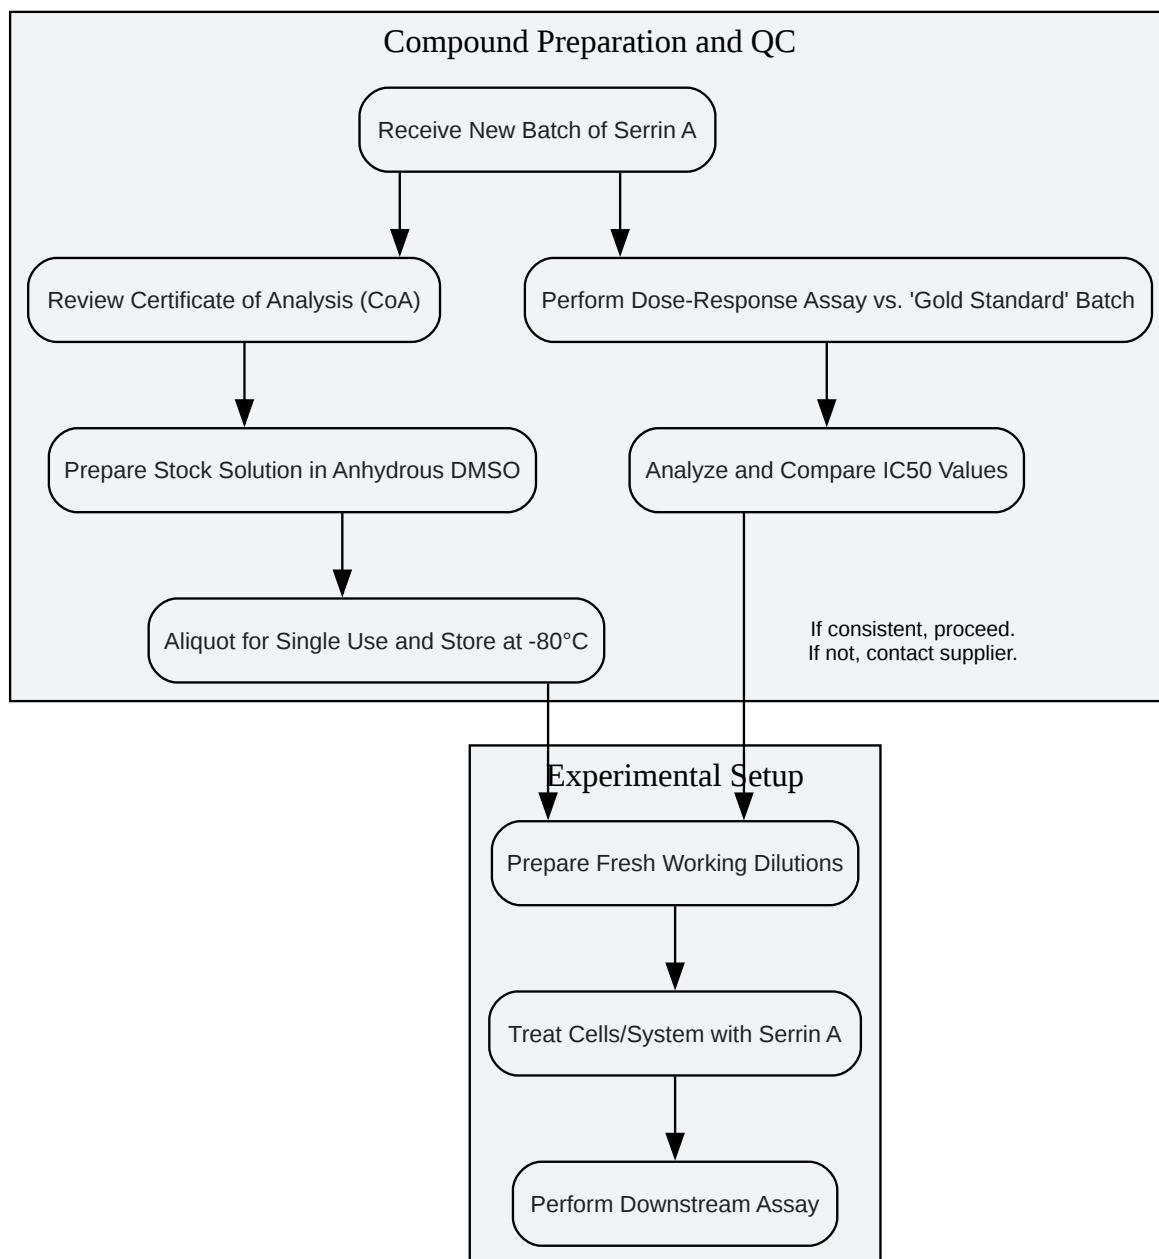 Compound Preparation and QC
Receive New Batch of Serrin A
Review Certificate of Analysis (CoA)
Perform Dose-Response Assay vs. 'Gold Standard' Batch
Prepare Stock Solution in Anhydrous DMSO
Analyze and Compare IC50 Values
Aliquot for Single Use and Store at -80°C
If consistent, proceed.
If not, contact supplier.
Experimental Setup
Prepare Fresh Working Dilutions
Treat Cells/System with Serrin A
Perform Downstream Assay